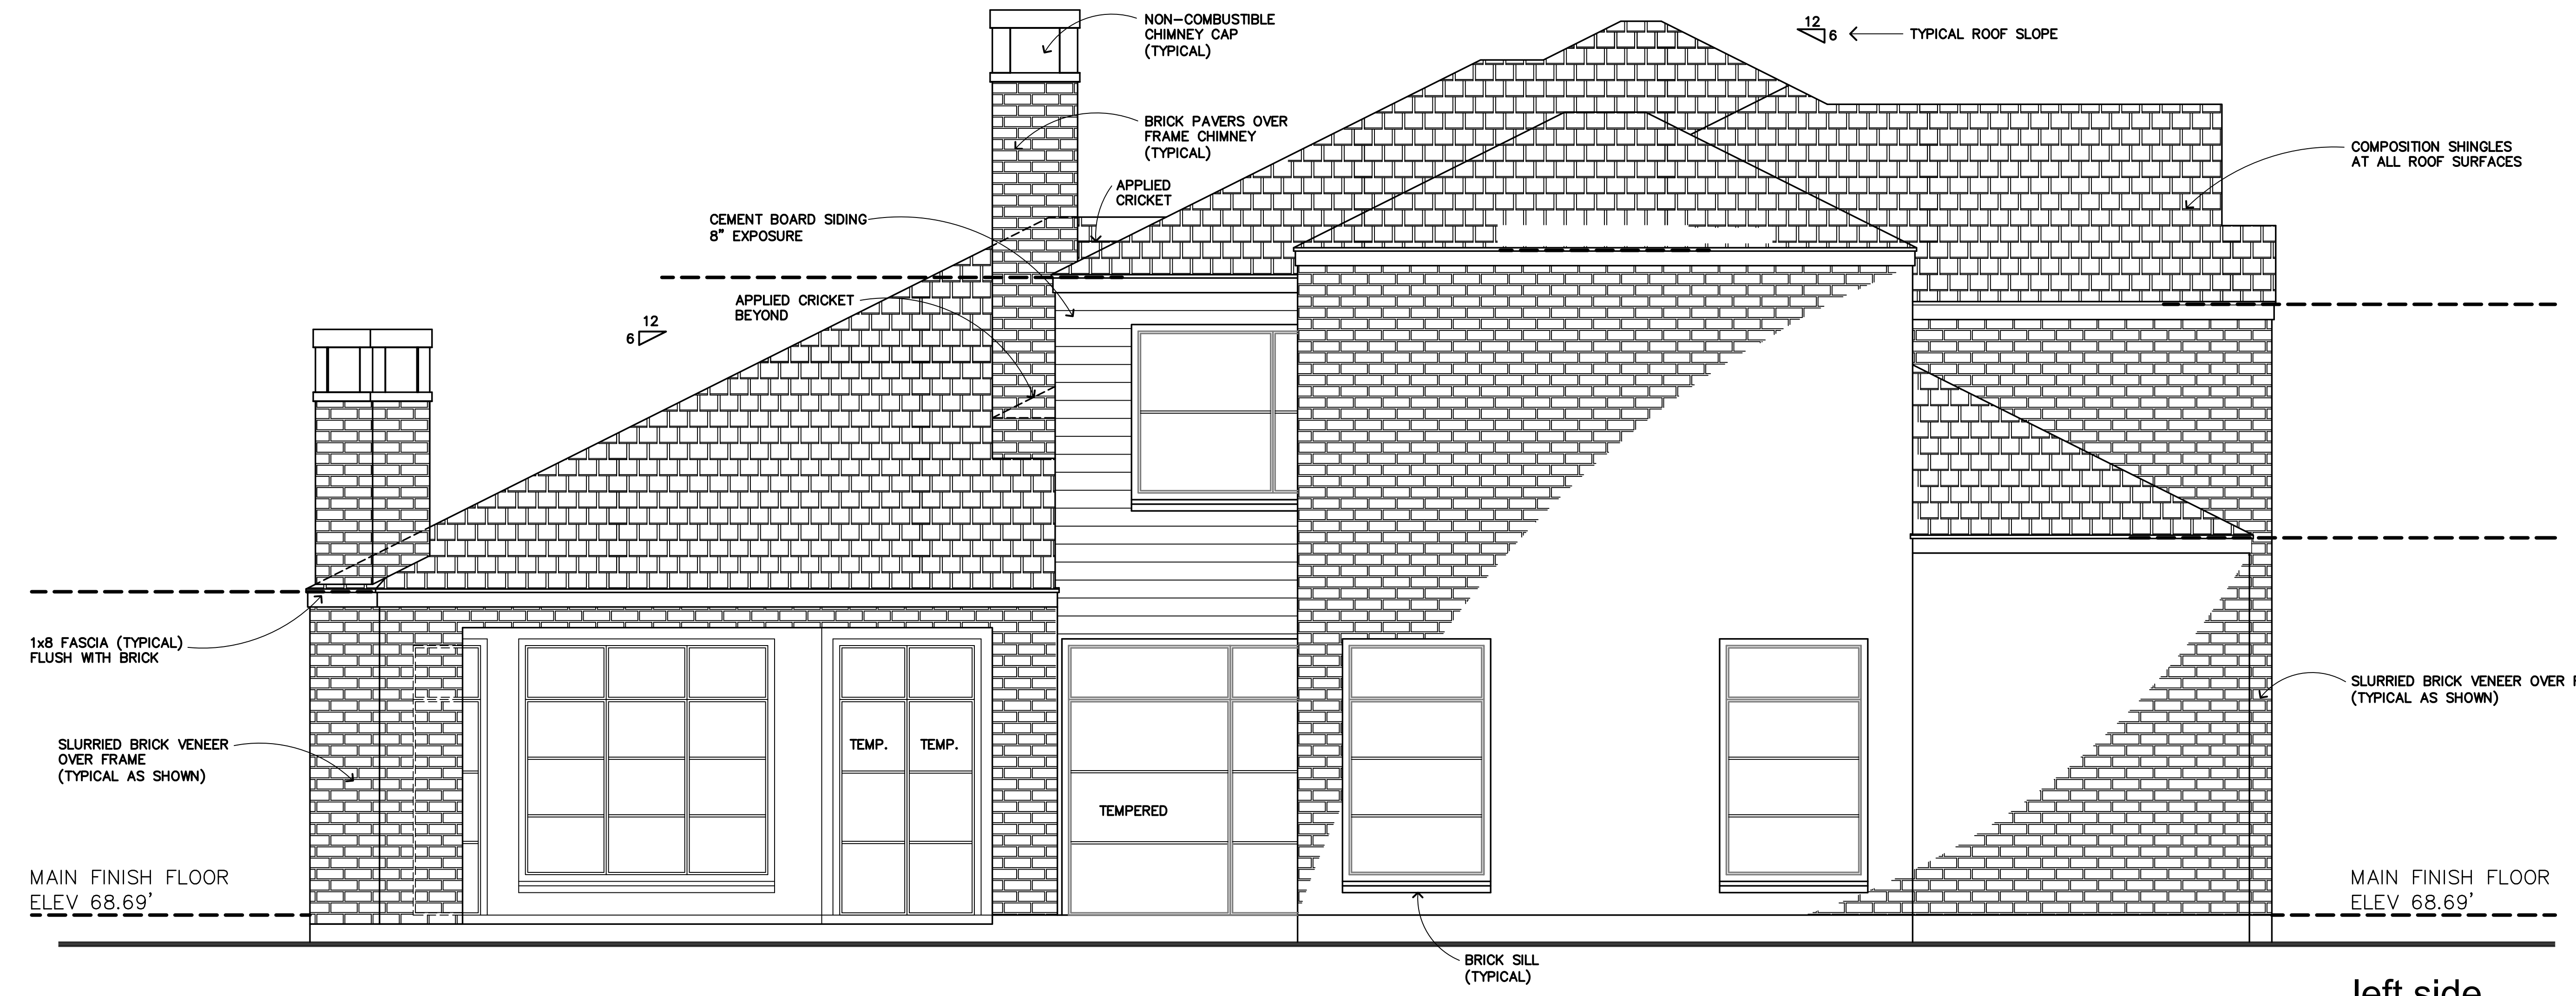 NON-COMBUSTIBLE
CHIMNEY CAP
(TYPICAL)
12
6
TYPICAL ROOF SLOPE
BRICK PAVERS OVER
FRAME CHIMNEY
(TYPICAL)
COMPOSITION SHINGLES
AT ALL ROOF SURFACES
APPLIED
CRICKET
CEMENT BOARD SIDING
8" EXPOSURE
APPLIED CRICKET
BEYOND
12
6
1x8 FASCIA (TYPICAL)
FLUSH WITH BRICK
SLURRIED BRICK VENEER OVER
(TYPICAL AS SHOWN)
SLURRIED BRICK VENEER
OVER FRAME
(TYPICAL AS SHOWN)
TEMP.
TEMP.
TEMPERED
MAIN FINISH FLOOR
ELEV 68.69'
MAIN FINISH FLOOR
ELEV 68.69'
BRICK SILL
(TYPICAL)
left side